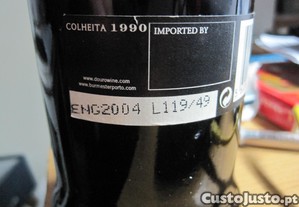 COLHEITA 1990
IMPORTED BY
www.dourowine.com
www.burmesterporto.com
ENG2004 L119/49
CustoJusto.pt